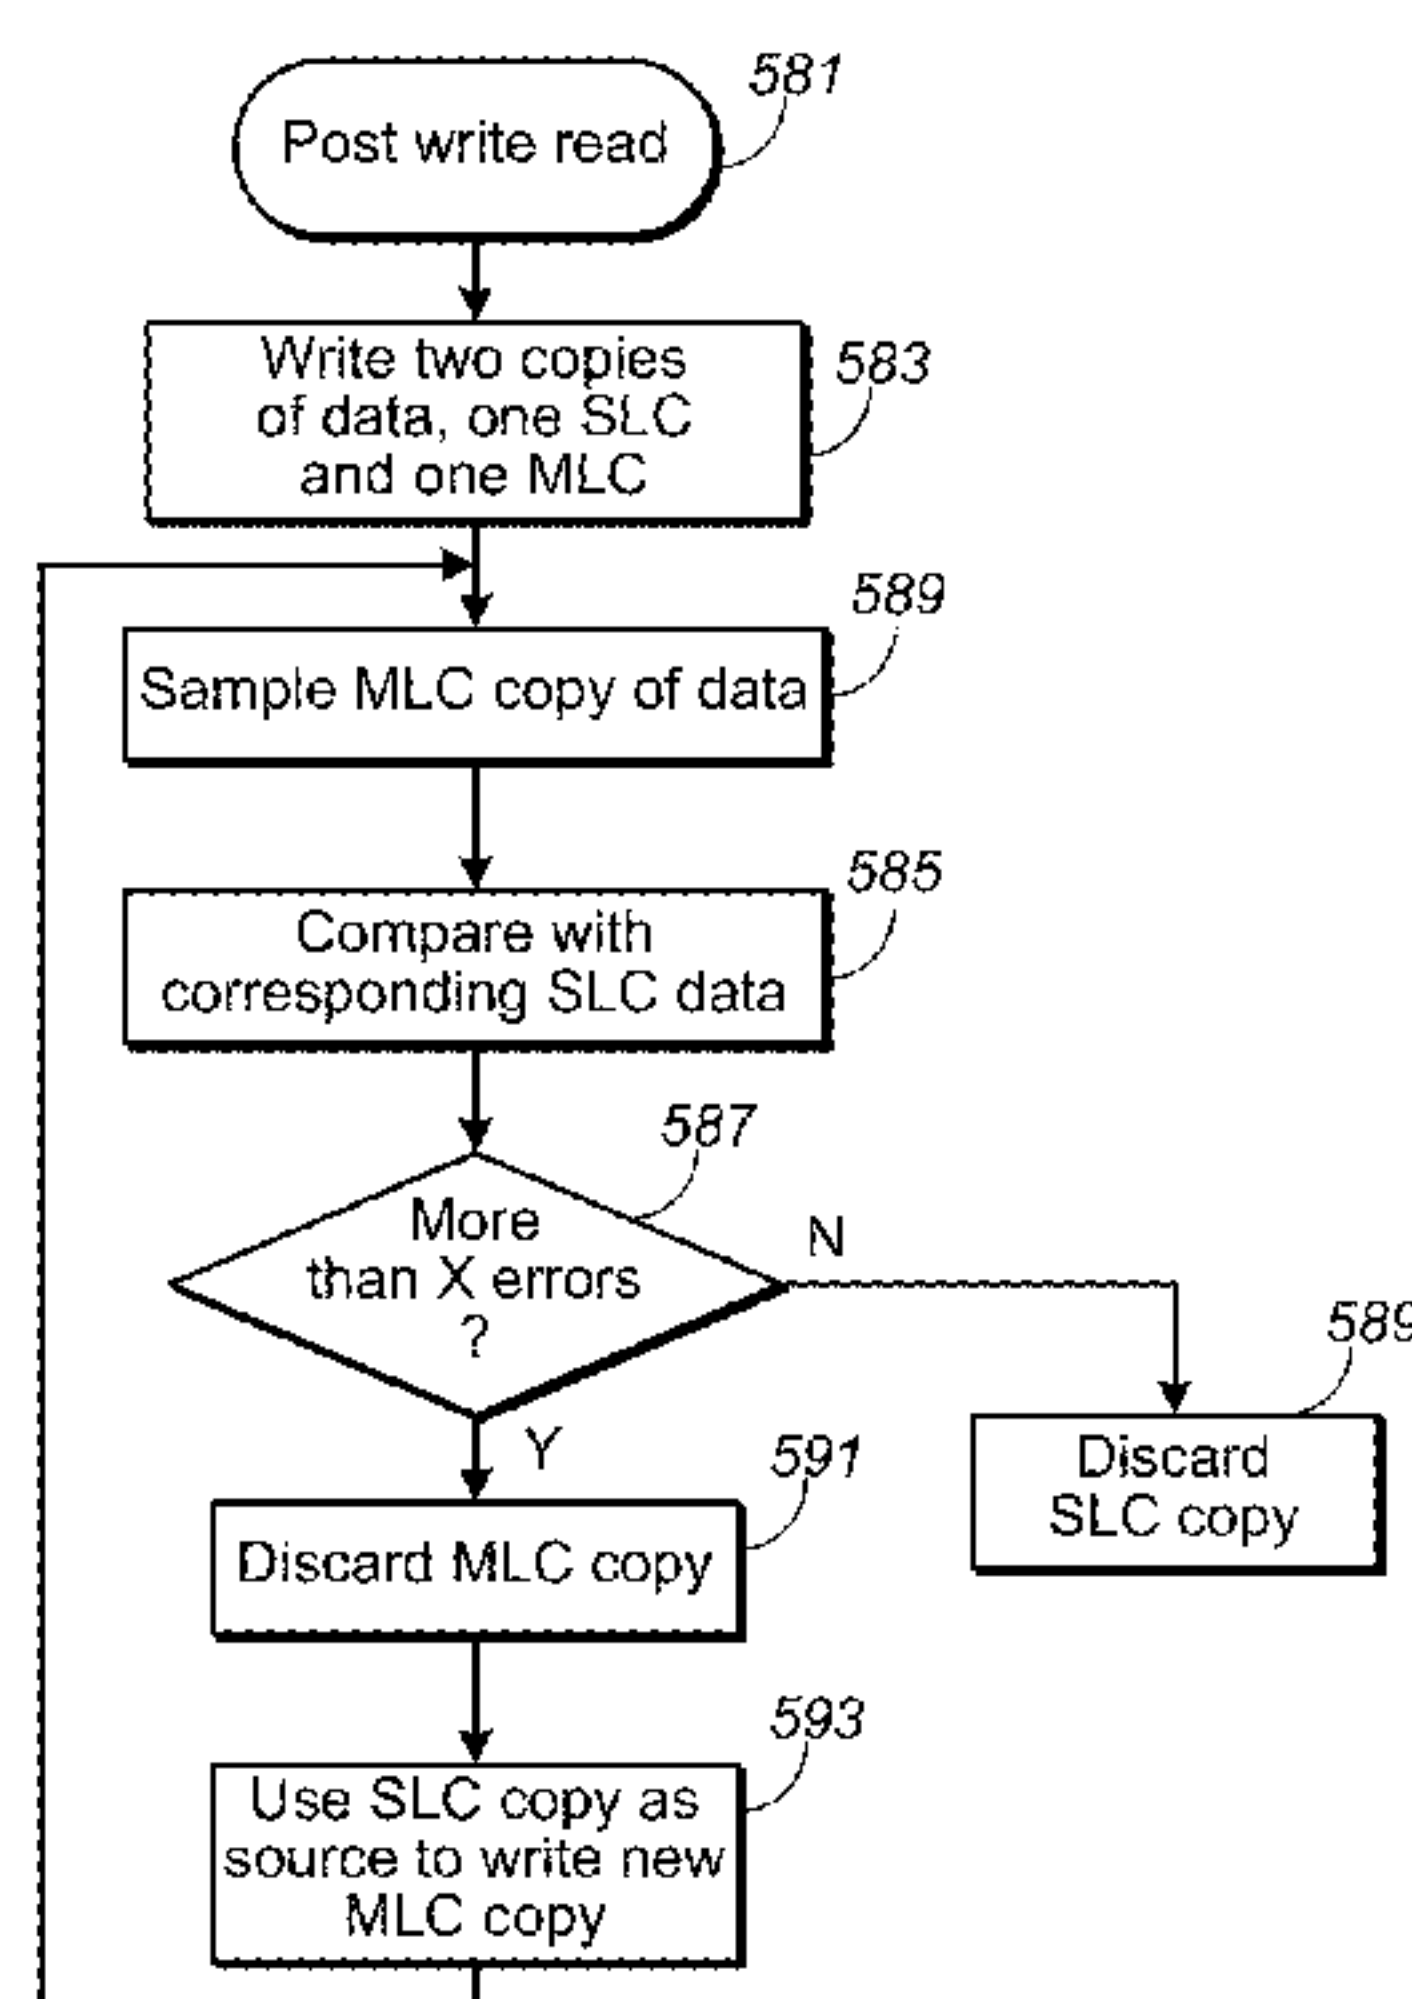 581
Post write read
583
Write two copies
of data, one SLC
and one MLC
589
Sample MLC copy of data
585
Compare with
corresponding SLC data
587
More
than X errors
?
N
589
Discard
SLC copy
Y
591
Discard MLC copy
593
Use SLC copy as
source to write new
MLC copy